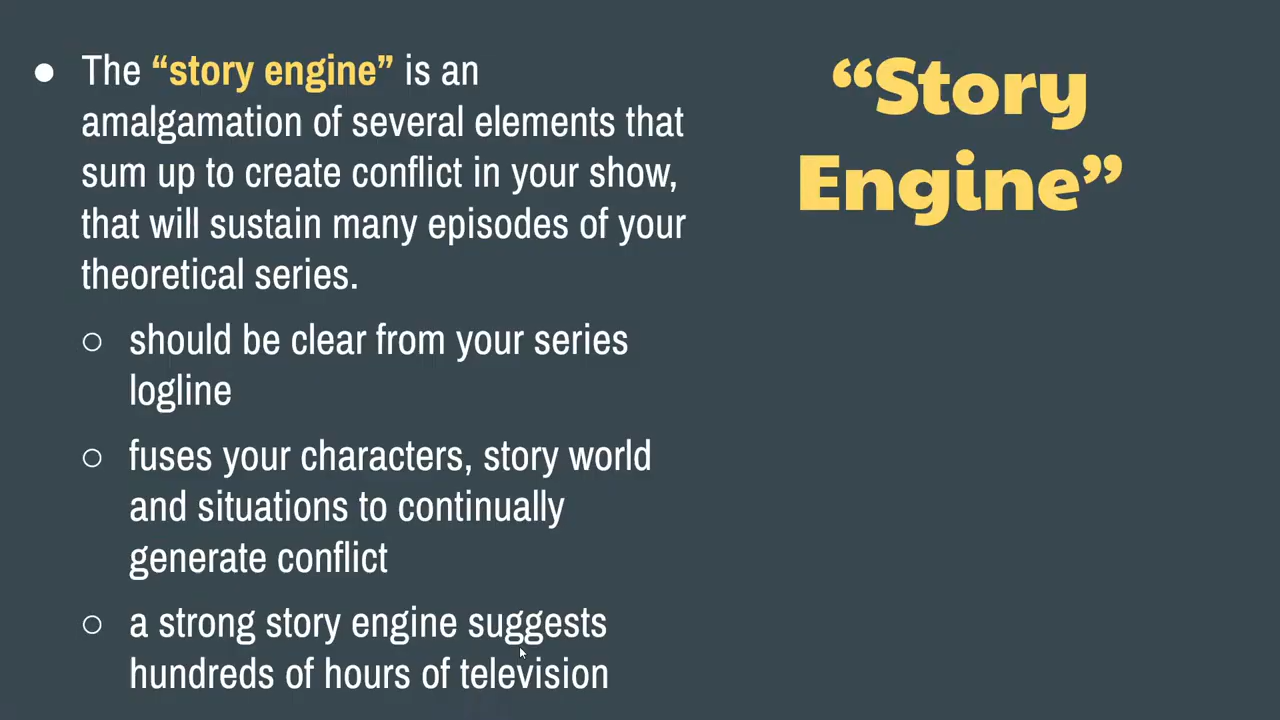 “Story
Engine”
● The “story engine” is an
amalgamation of several elements that
sum up to create conflict in your show,
that will sustain many episodes of your
theoretical series.
○ should be clear from your series
logline
○ fuses your characters, story world
and situations to continually
generate conflict
○ a strong story engine suggests
hundreds of hours of television